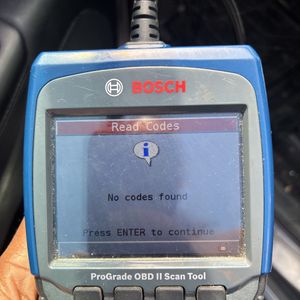 BOSCH
Read Codes
i
No codes found
Press ENTER to continue
ProGrade OBD II Scan Tool